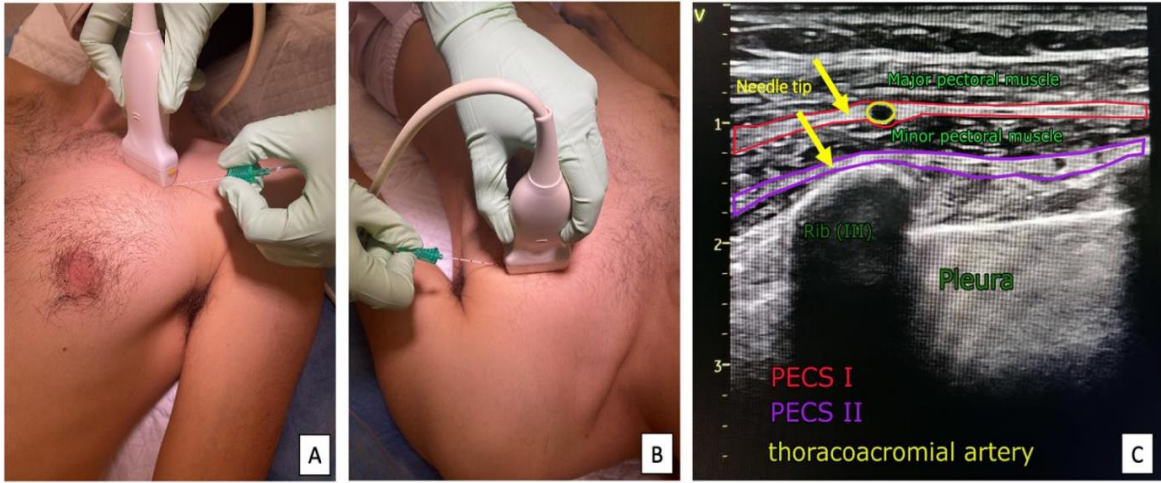 A
B
V
Needle tip
Major pectoral muscle
1
Minor pectoral muscle
2
Rib (III)
Pleura
3
PECS I
PECS II
thoracoacromial artery
C